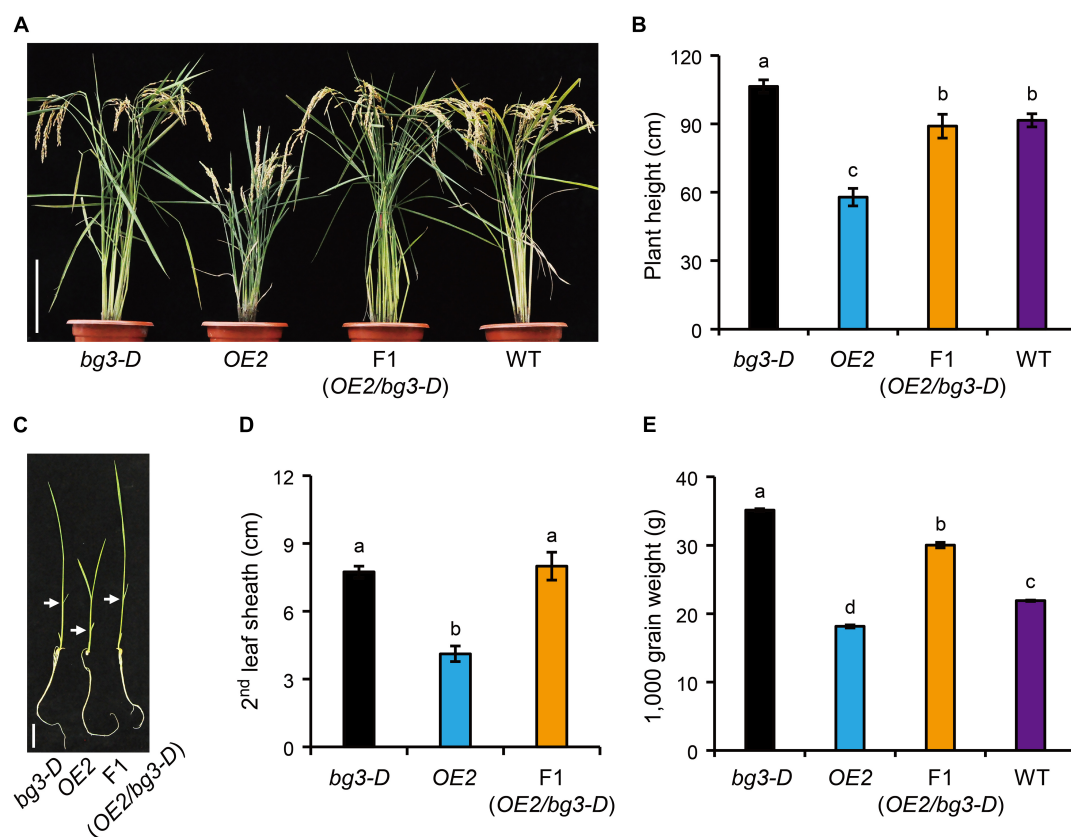 A
bg3-D
OE2
F1
(OE2/bg3-D)
WT
B
Plant height (cm)
120
90
60
30
0
a
c
b
b
bg3-D
OE2
F1
(OE2/bg3-D)
WT
C
bg3-D
OE2
F1
(OE2/bg3-D)
D
2nd leaf sheath (cm)
12
9
6
3
0
a
b
a
bg3-D
OE2
F1
(OE2/bg3-D)
E
1,000 grain weight (g)
40
30
20
10
0
a
d
b
c
bg3-D
OE2
F1
(OE2/bg3-D)
WT